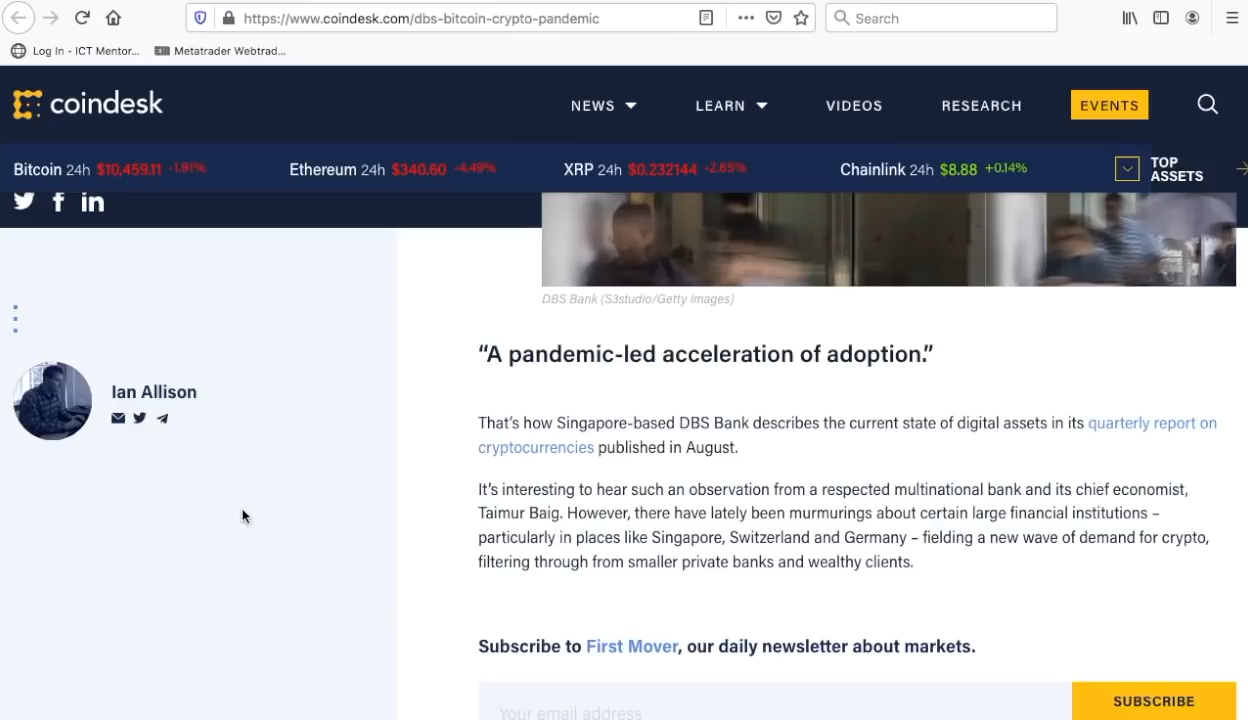 https://www.coindesk.com/dbs-bitcoin-crypto-pandemic
Search
Log In - ICT Mentor...
Metatrader Webtrad...
coindesk
NEWS
LEARN
VIDEOS
RESEARCH
EVENTS
Bitcoin 24h $10,459.11 -1.91%
Ethereum 24h $340.60 -4.49%
XRP 24h $0.232144 -2.65%
Chainlink 24h $8.88 +0.14%
TOP
ASSETS
DBS Bank (S3studio/Getty Images)
“A pandemic-led acceleration of adoption.”
Ian Allison
That’s how Singapore-based DBS Bank describes the current state of digital assets in its quarterly report on
cryptocurrencies published in August.
It’s interesting to hear such an observation from a respected multinational bank and its chief economist,
Taimur Baig. However, there have lately been murmurings about certain large financial institutions –
particularly in places like Singapore, Switzerland and Germany – fielding a new wave of demand for crypto,
filtering through from smaller private banks and wealthy clients.
Subscribe to First Mover, our daily newsletter about markets.
Your email address
SUBSCRIBE